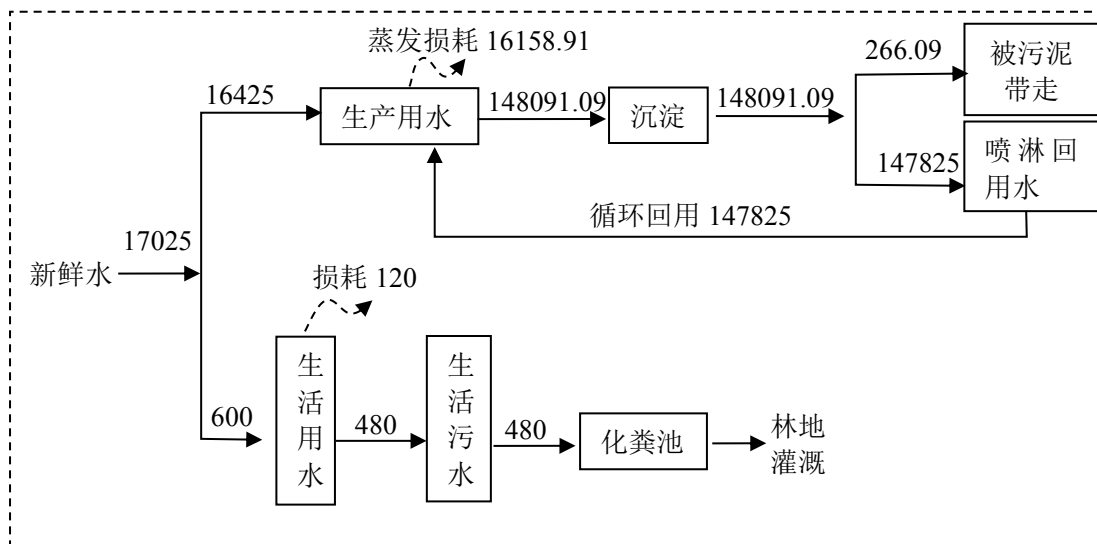 蒸发损耗 16158.91
16425
生产用水
148091.09
沉淀
148091.09
266.09
被污泥
带走
147825
喷淋回
用水
循环回用 147825
17025
新鲜水
损耗 120
600
生
活
用
水
480
生
活
污
水
480
化粪池
林地
灌溉